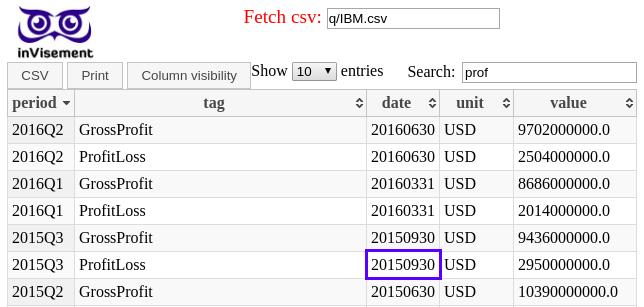 Fetch csv: q/IBM.csv
inVisement
CSV Print Column visibility Show 10 entries Search: prof
period tag date unit value
2016Q2 GrossProfit 20160630 USD 9702000000.0
2016Q2 ProfitLoss 20160630 USD 2504000000.0
2016Q1 GrossProfit 20160331 USD 8686000000.0
2016Q1 ProfitLoss 20160331 USD 2014000000.0
2015Q3 GrossProfit 20150930 USD 9436000000.0
2015Q3 ProfitLoss 20150930 USD 2950000000.0
2015Q2 GrossProfit 20150630 USD 10390000000.0